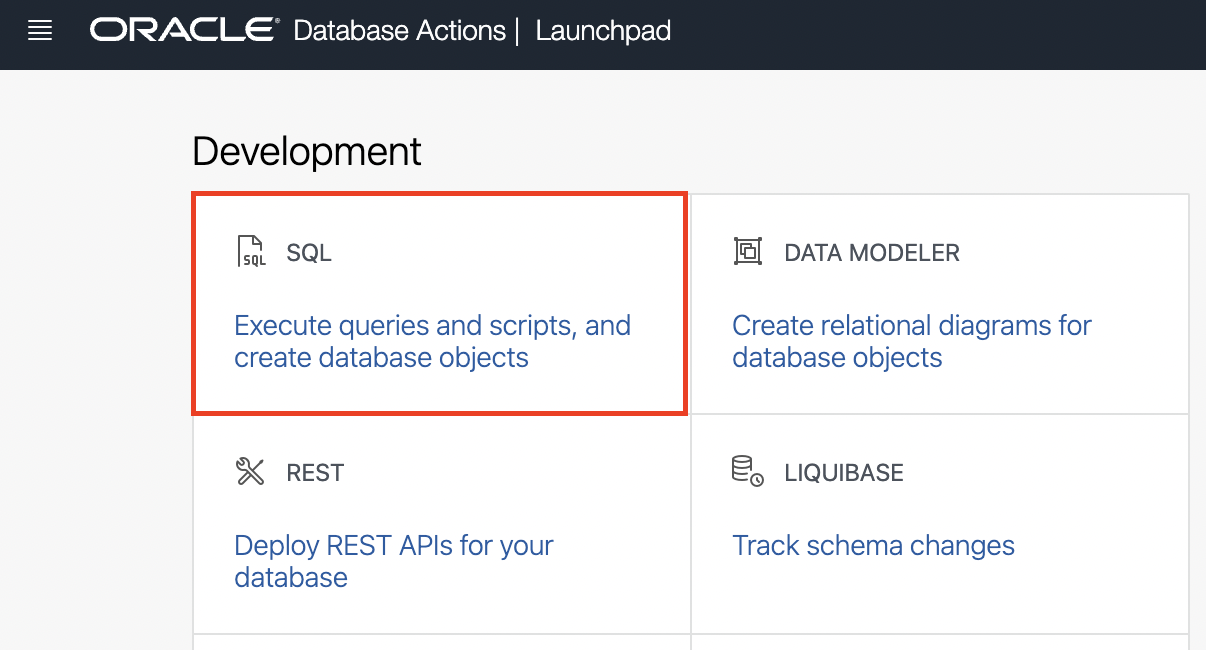 ORACLE® Database Actions | Launchpad
Development
SQL
Execute queries and scripts, and
create database objects
DATA MODELER
Create relational diagrams for
database objects
REST
Deploy REST APIs for your
database
LIQUIBASE
Track schema changes